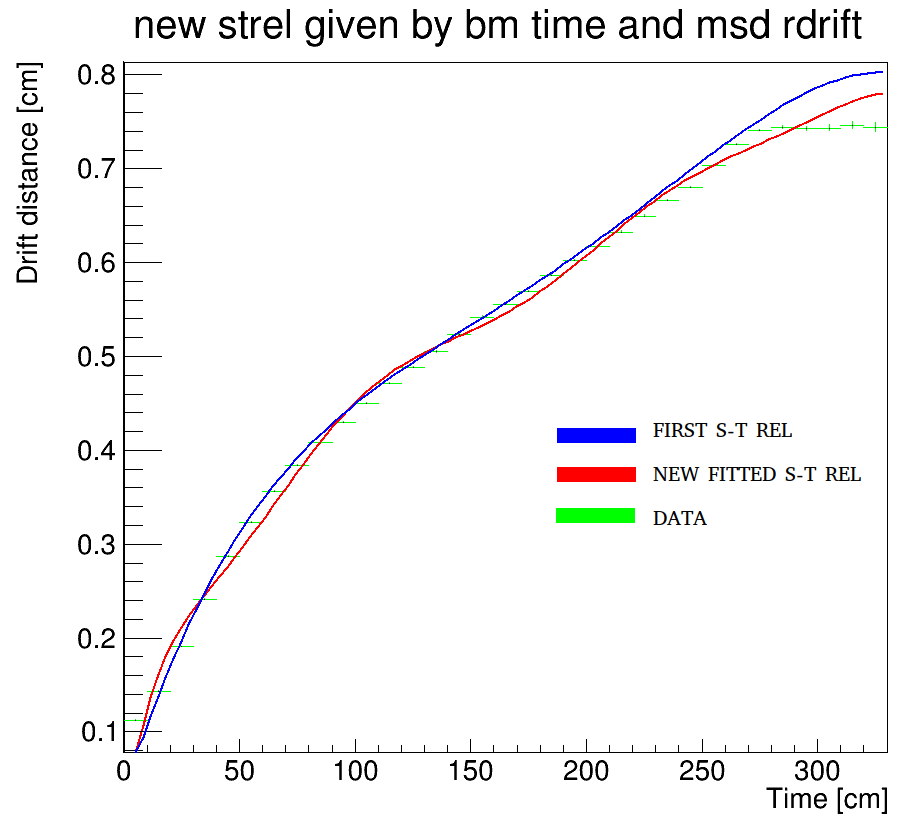 new strel given by bm time and msd rdrift
Drift distance [cm]
0.8
0.7
0.6
0.5
0.4
0.3
0.2
0.1
FIRST S-T REL
NEW FITTED S-T REL
DATA
0 50 100 150 200 250 300
Time [cm]